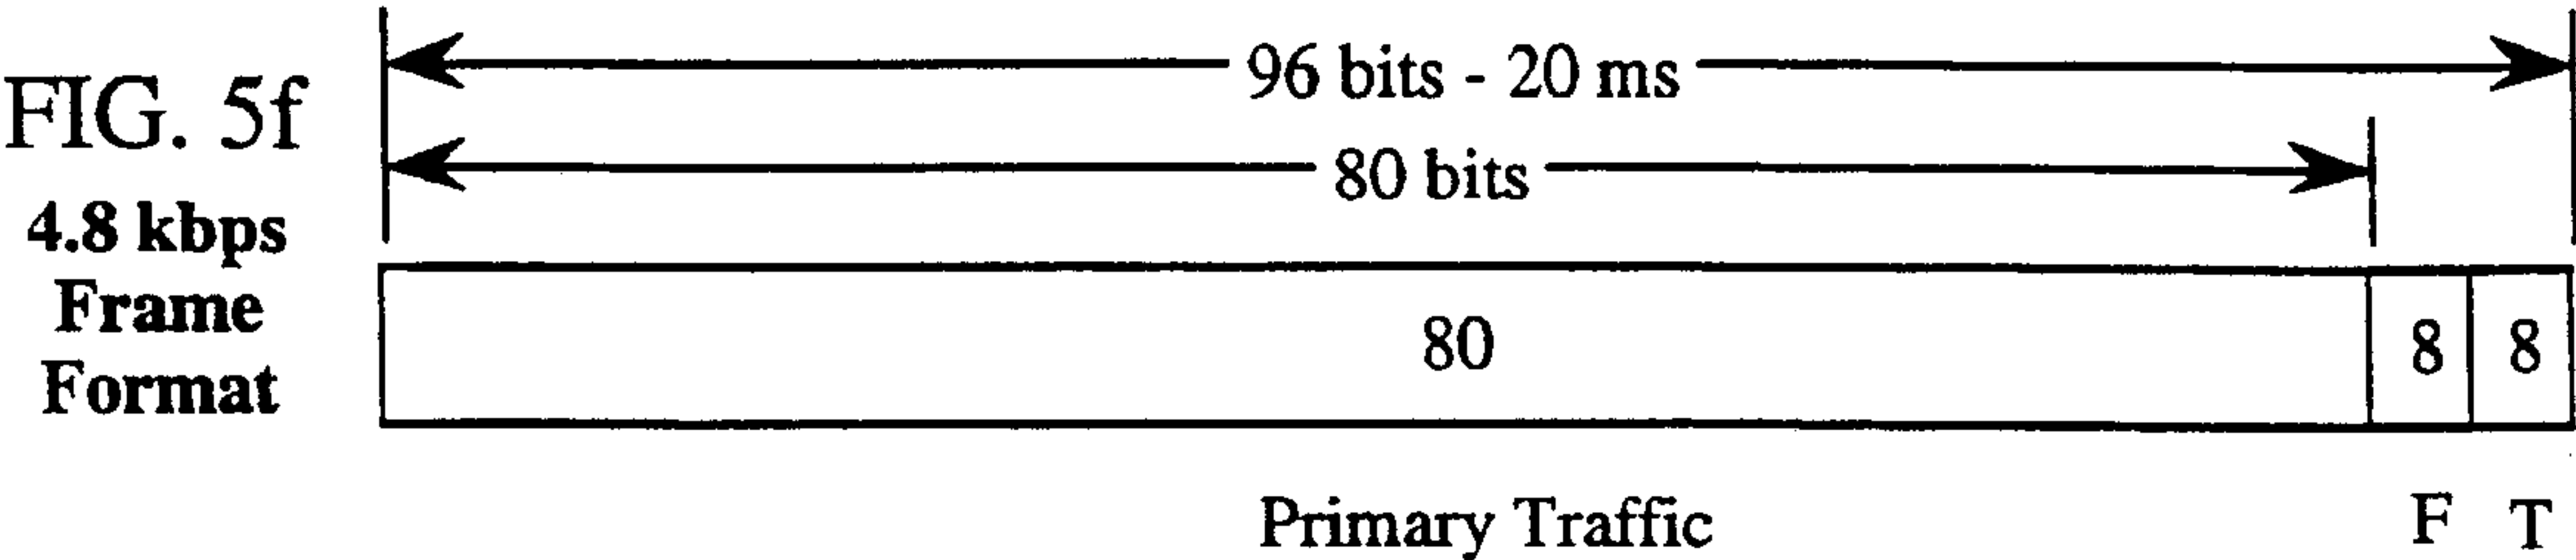 FIG. 5f
4.8 kbps
Frame
Format
96 bits - 20 ms
80 bits
80
8
8
Primary Traffic
F
T